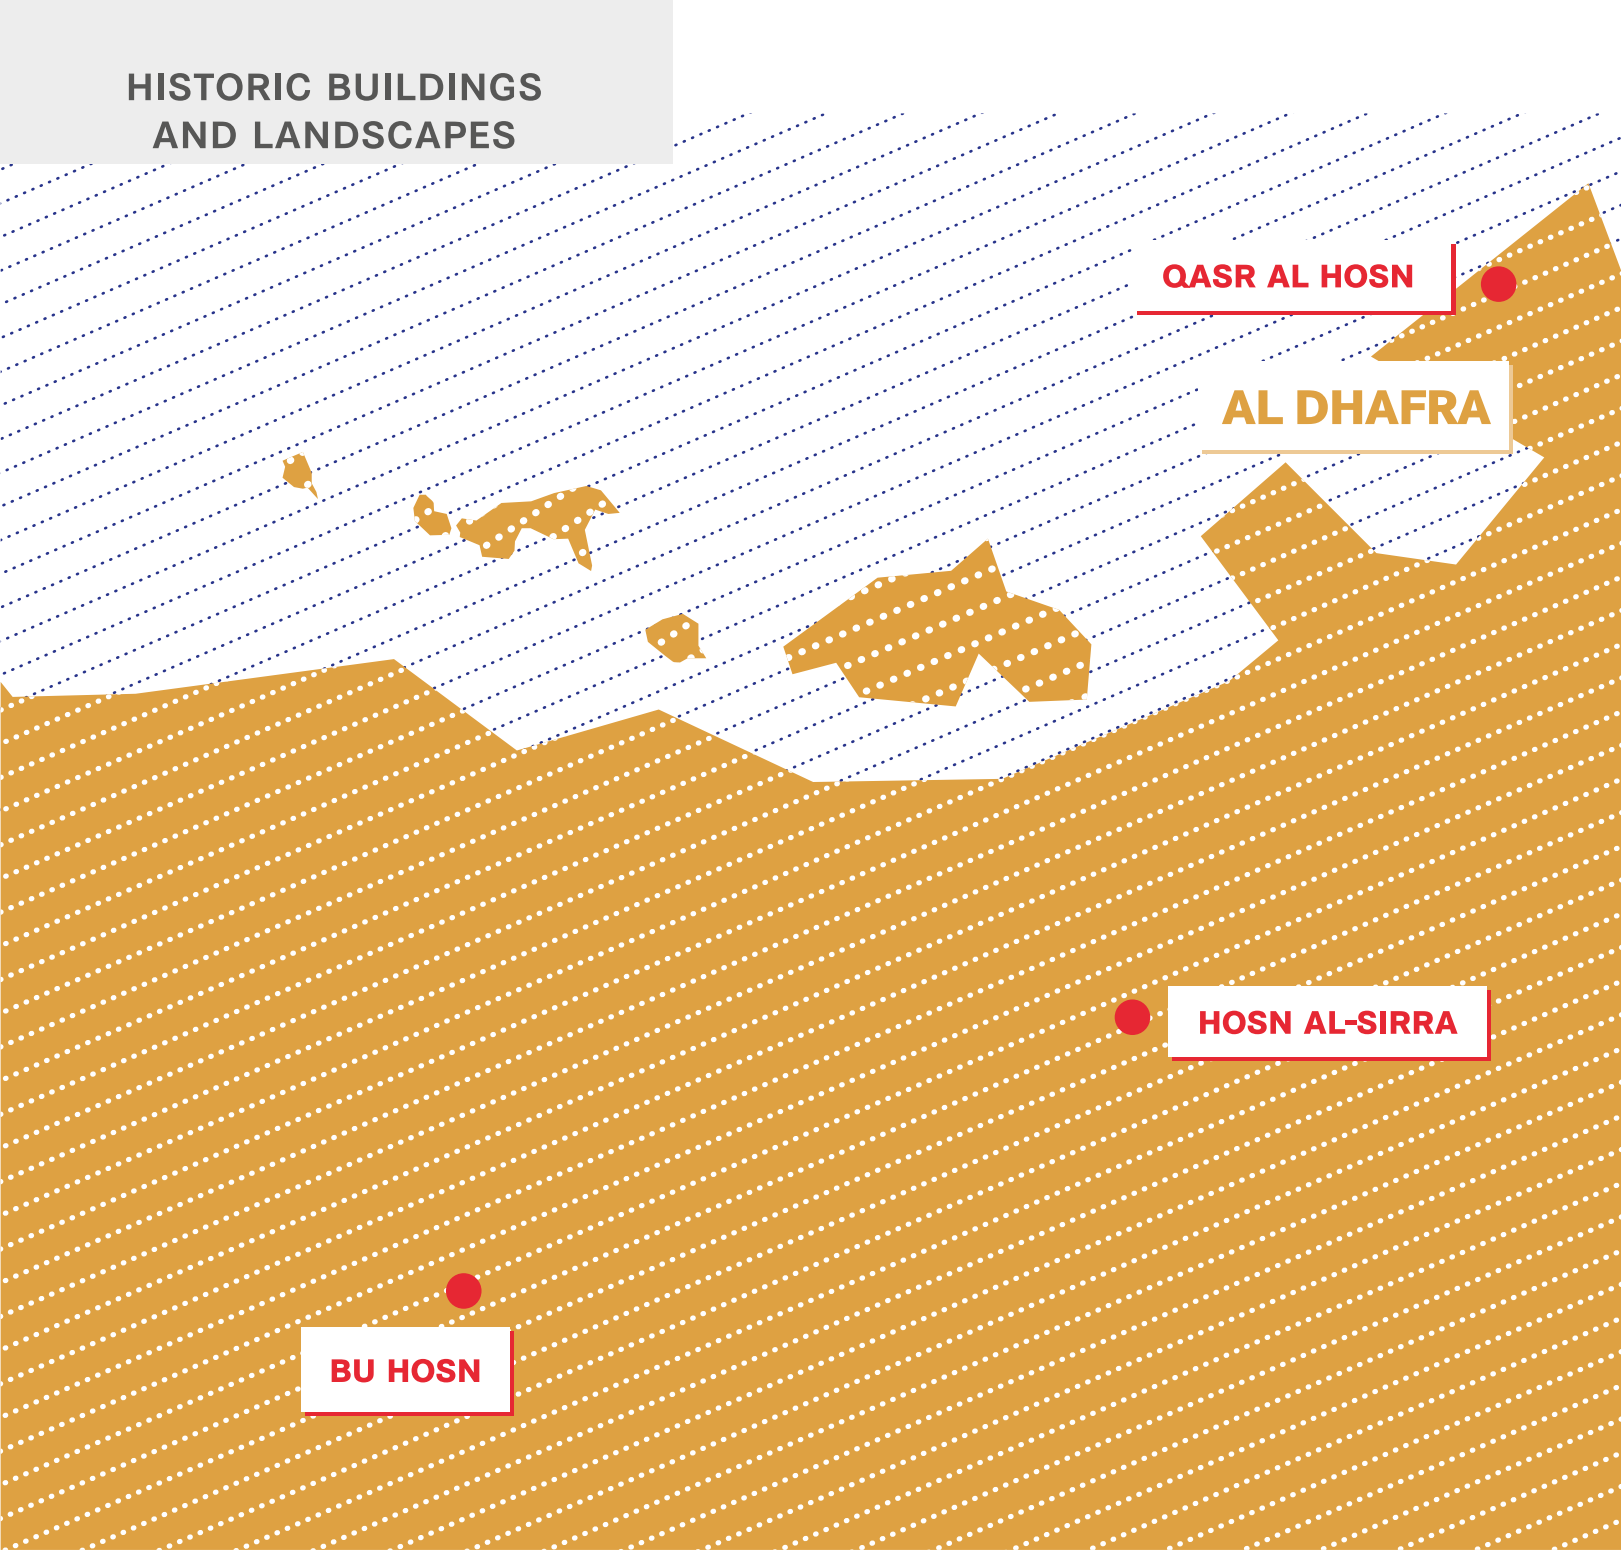 HISTORIC BUILDINGS
AND LANDSCAPES
QASR AL HOSN
AL DHAFRA
HOSN AL-SIRRA
BU HOSN